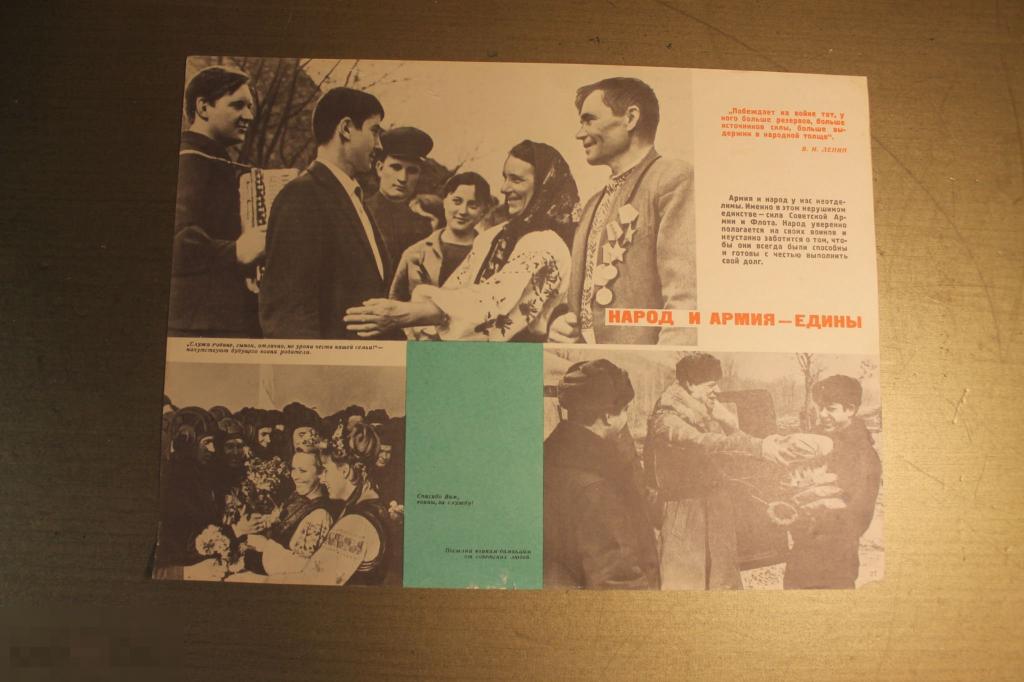 „Побеждает на войне тот, у
кого больше резервов, больше
источников силы, больше вы-
держки в народной толще“.
В. И. ЛЕНИН
Армия и народ у нас неотде-
лимы. Именно в этом нерушимом
единстве — сила Советской Ар-
мии и Флота. Народ уверенно
полагается на своих воинов и
неустанно заботится о том, что-
бы они всегда были способны
и готовы с честью выполнить
свой долг.
НАРОД И АРМИЯ — ЕДИНЫ
„Служи Родине, сынок, отлично, не урони чести нашей семьи!“ —
напутствуют будущего воина родители.
Спасибо Вам,
воины, за службу!
Посылки воинам-даманцам
от советских людей.
27